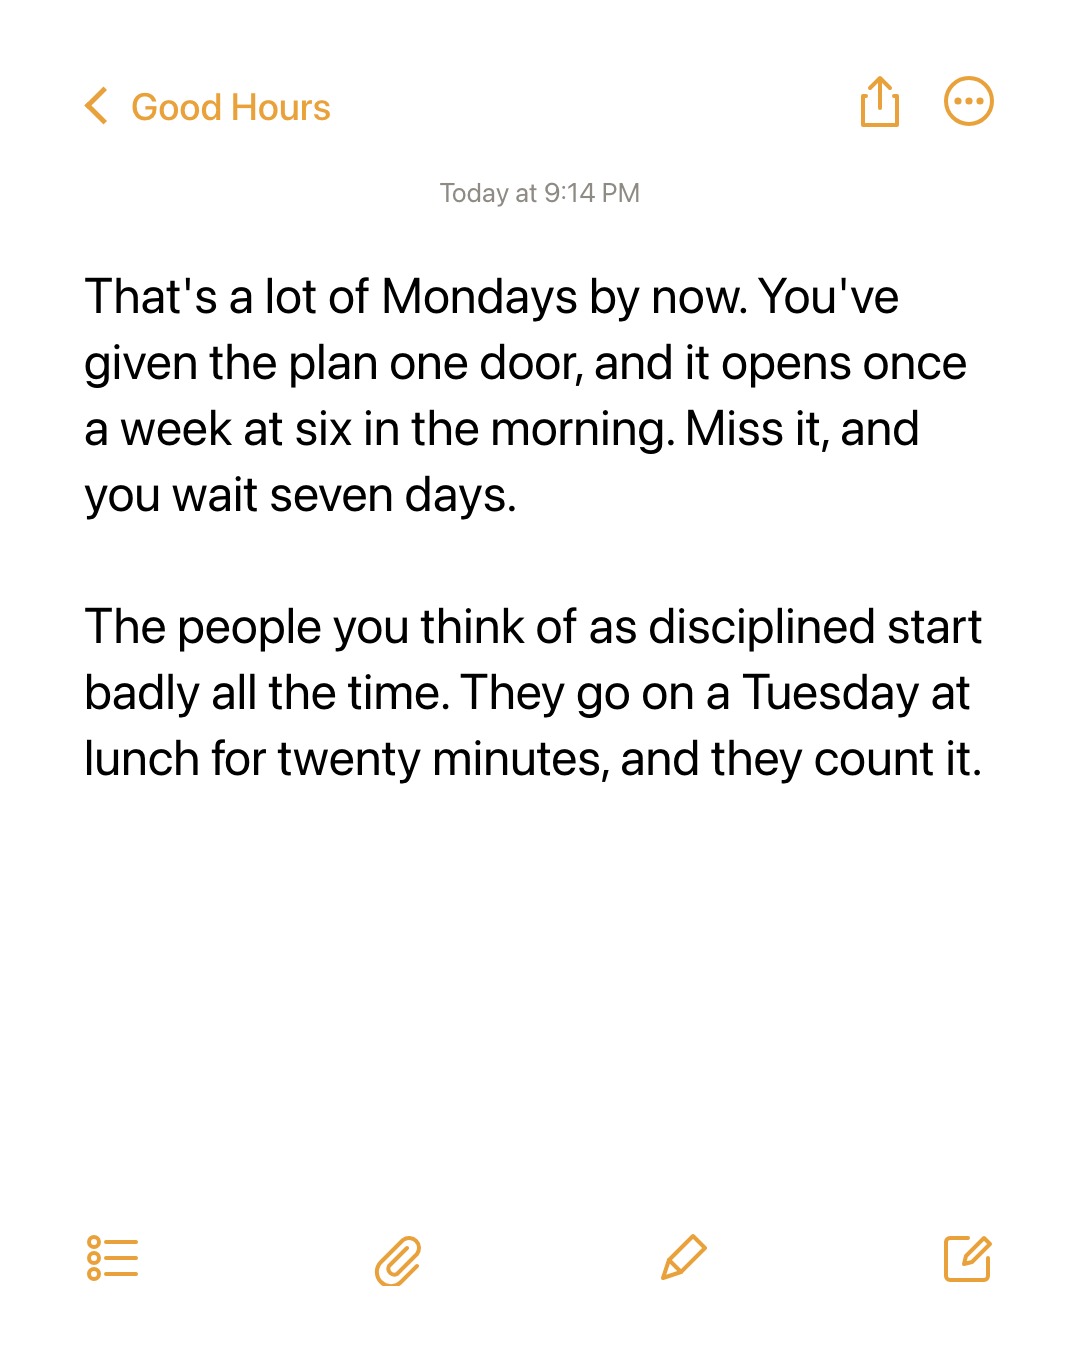 Good Hours
Today at 9:14 PM
That's a lot of Mondays by now. You've
given the plan one door, and it opens once
a week at six in the morning. Miss it, and
you wait seven days.
The people you think of as disciplined start
badly all the time. They go on a Tuesday at
lunch for twenty minutes, and they count it.